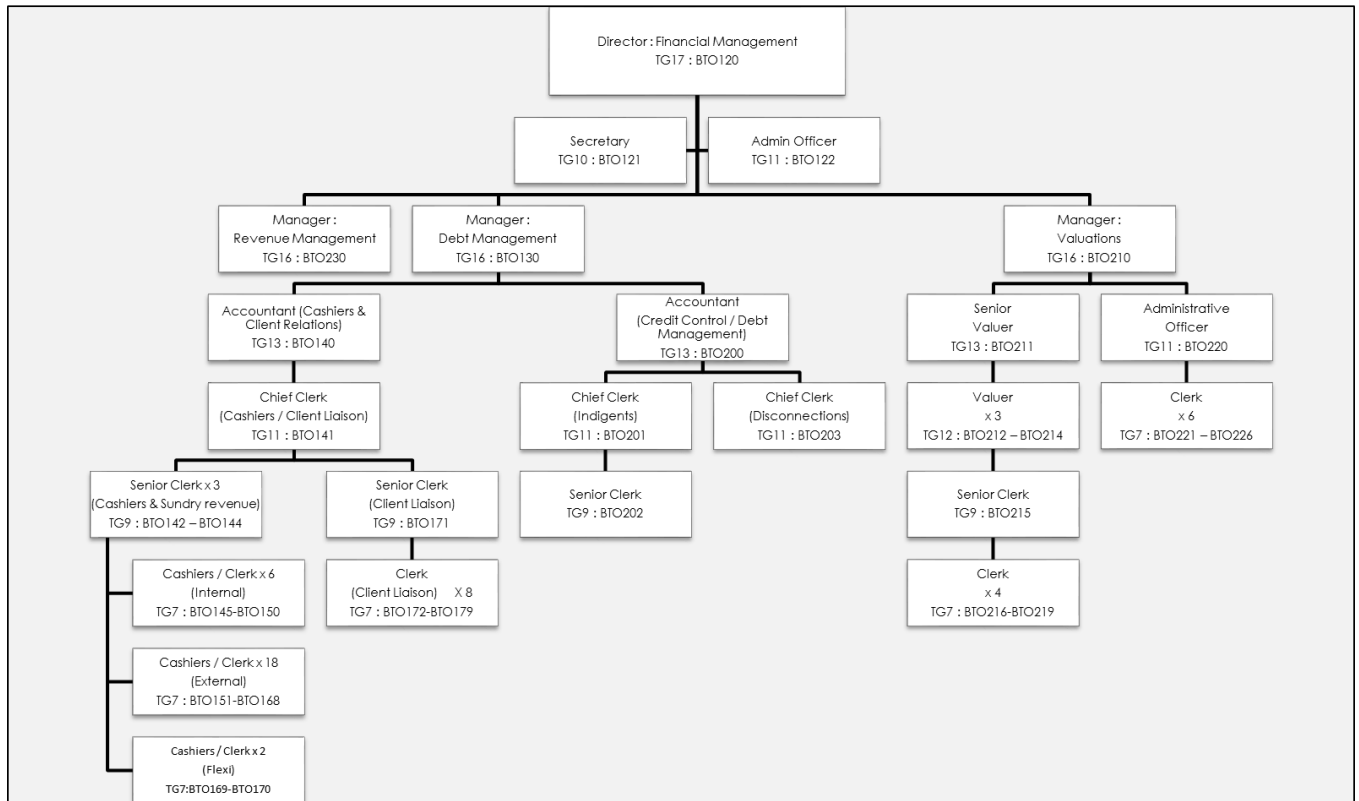 Director : Financial Management
TG17 : BTO120
Secretary
TG10 : BTO121
Admin Officer
TG11 : BTO122
Manager :
Revenue Management
TG16 : BTO230
Manager :
Debt Management
TG16 : BTO130
Manager :
Valuations
TG16 : BTO210
Accountant (Cashiers &
Client Relations)
TG13 : BTO140
Accountant
(Credit Control / Debt
Management)
TG13 : BTO200
Senior
Valuer
TG13 : BTO211
Administrative
Officer
TG11 : BTO220
Chief Clerk
(Cashiers / Client Liaison)
TG11 : BTO141
Chief Clerk
(Indigents)
TG11 : BTO201
Chief Clerk
(Disconnections)
TG11 : BTO203
Valuer
x 3
TG12 : BTO212 – BTO214
Clerk
x 6
TG7 : BTO221 – BTO226
Senior Clerk x 3
(Cashiers & Sundry revenue)
TG9 : BTO142 – BTO144
Senior Clerk
(Client Liaison)
TG9 : BTO171
Senior Clerk
TG9 : BTO202
Senior Clerk
TG9 : BTO215
Cashiers / Clerk x 6
(Internal)
TG7 : BTO145-BTO150
Clerk
(Client Liaison) X 8
TG7 : BTO172-BTO179
Clerk
x 4
TG7 : BTO216-BTO219
Cashiers / Clerk x 18
(External)
TG7 : BTO151-BTO168
Cashiers / Clerk x 2
(Flexi)
TG7:BTO169-BTO170